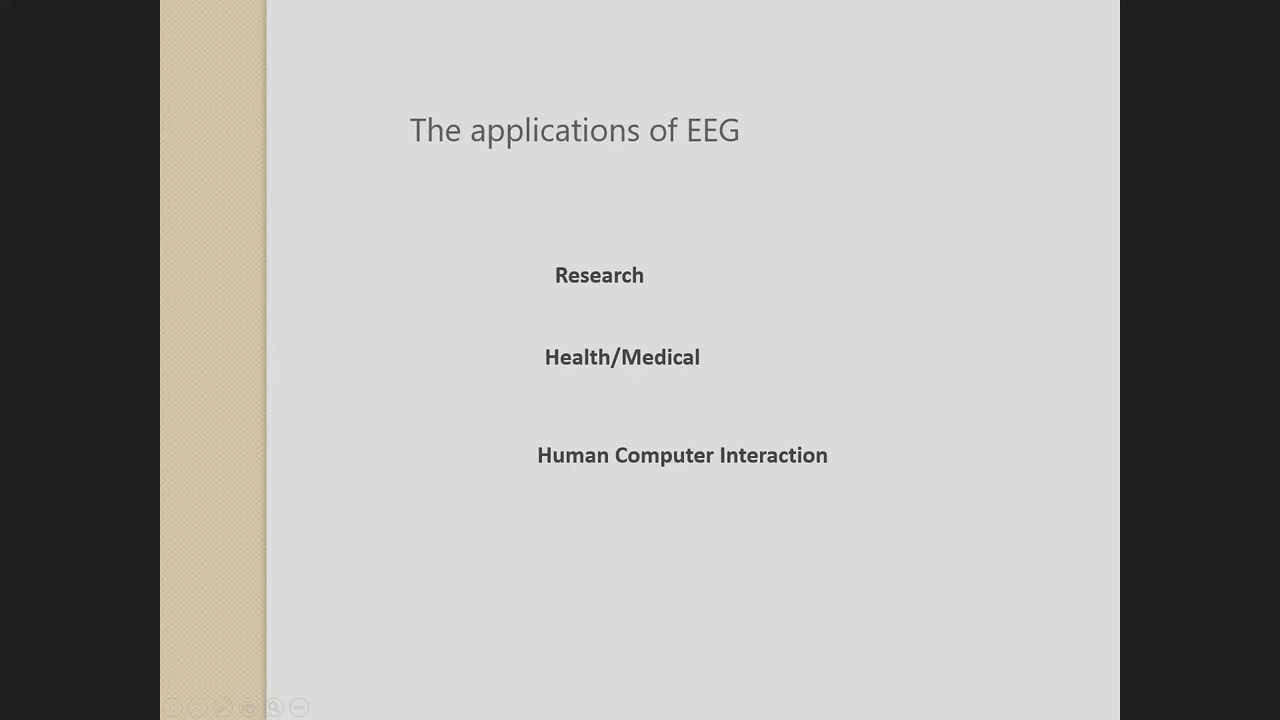 The applications of EEG
Research
Health/Medical
Human Computer Interaction